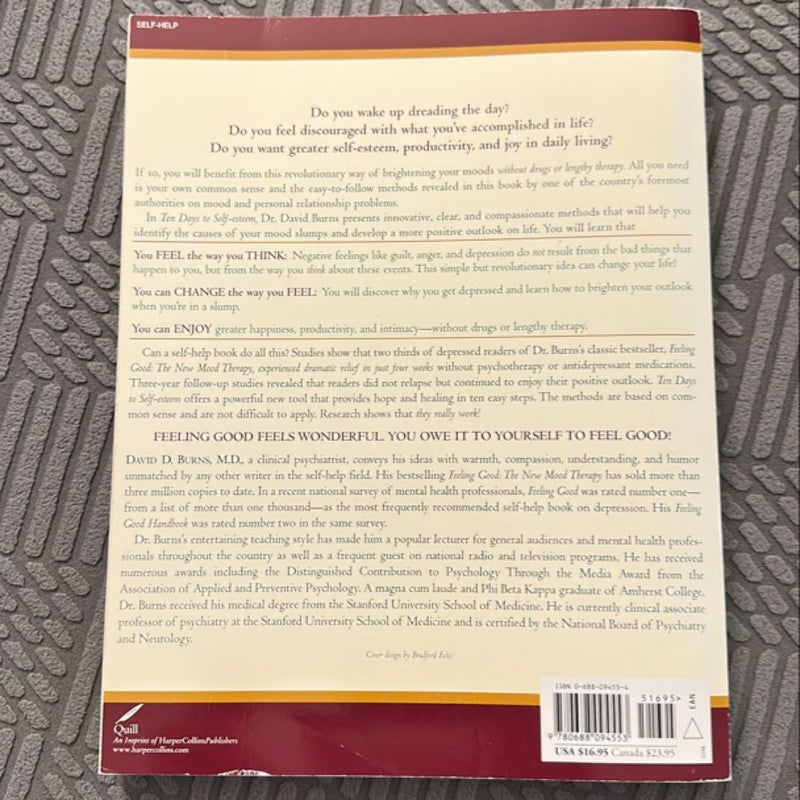 SELF-HELP
Do you wake up dreading the day?
Do you feel discouraged with what you've accomplished in life?
Do you want greater self-esteem, productivity, and joy in daily living?
If so, you will benefit from this revolutionary way of brightening your moods without drugs or lengthy therapy. All you need
is your own common sense and the easy-to-follow methods revealed in this book by one of the country's foremost
authorities on mood and personal relationship problems.
In Ten Days to Self-esteem, Dr. David Burns presents innovative, clear, and compassionate methods that will help you
identify the causes of your mood slumps and develop a more positive outlook on life. You will learn that
You FEEL the way you THINK: Negative feelings like guilt, anger, and depression do not result from the bad things that
happen to you, but from the way you think about these events. This simple but revolutionary idea can change your life!
You can CHANGE the way you FEEL: You will discover why you get depressed and learn how to brighten your outlook
when you're in a slump.
You can ENJOY greater happiness, productivity, and intimacy—without drugs or lengthy therapy.
Can a self-help book do all this? Studies show that two thirds of depressed readers of Dr. Burns's classic bestseller, Feeling
Good: The New Mood Therapy, experienced dramatic relief in just four weeks without psychotherapy or antidepressant medications.
Three-year follow-up studies revealed that readers did not relapse but continued to enjoy their positive outlook. Ten Days
to Self-esteem offers a powerful new tool that provides hope and healing in ten easy steps. The methods are based on com-
mon sense and are not difficult to apply. Research shows that they really work!
FEELING GOOD FEELS WONDERFUL. YOU OWE IT TO YOURSELF TO FEEL GOOD!
DAVID D. BURNS, M.D., a clinical psychiatrist, conveys his ideas with warmth, compassion, understanding, and humor
unmatched by any other writer in the self-help field. His bestselling Feeling Good: The New Mood Therapy has sold more than
three million copies to date. In a recent national survey of mental health professionals, Feeling Good was rated number one—
from a list of more than one thousand—as the most frequently recommended self-help book on depression. His Feeling
Good Handbook was rated number two in the same survey.
Dr. Burns's entertaining teaching style has made him a popular lecturer for general audiences and mental health profes-
sionals throughout the country as well as a frequent guest on national radio and television programs. He has received
numerous awards including the Distinguished Contribution to Psychology Through the Media Award from the
Association of Applied and Preventive Psychology. A magna cum laude and Phi Beta Kappa graduate of Amherst College,
Dr. Burns received his medical degree from the Stanford University School of Medicine. He is currently clinical associate
professor of psychiatry at the Stanford University School of Medicine and is certified by the National Board of Psychiatry
and Neurology.
Cover design by Bradford Foltz
Quill
An Imprint of HarperCollinsPublishers
www.harpercollins.com
ISBN 0-688-09455-4
51695>
EAN
9 780688 094553
USA $16.95 Canada $23.95